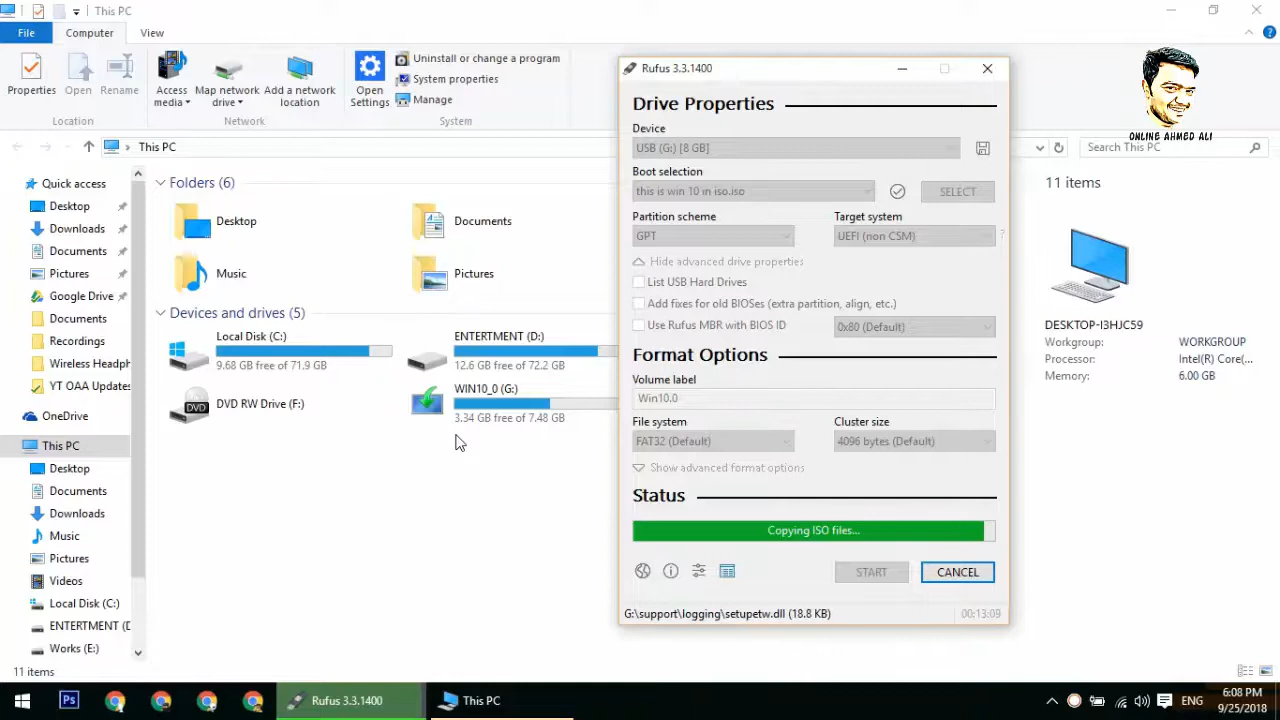 This PC
File
Computer
View
Properties
Open
Rename
Location
Access media
Map network drive
Add a network location
Network
Open Settings
Uninstall or change a program
System properties
Manage
System
This PC
Search This PC
Quick access
Desktop
Downloads
Documents
Pictures
Google Drive
Documents
Recordings
Wireless Headph
YT OAA Updates
OneDrive
This PC
Desktop
Documents
Downloads
Music
Pictures
Videos
Local Disk (C:)
ENTERTMENT (D
Works (E:)
11 items
Folders (6)
Desktop
Documents
Music
Pictures
Devices and drives (5)
Local Disk (C:)
9.68 GB free of 71.9 GB
ENTERTMENT (D:)
12.6 GB free of 72.2 GB
DVD
DVD RW Drive (F:)
WIN10_0 (G:)
3.34 GB free of 7.48 GB
Rufus 3.3.1400
Drive Properties
Device
USB (G:) [8 GB]
Boot selection
this is win 10 in iso.iso
SELECT
Partition scheme
Target system
GPT
UEFI (non CSM)
?
Hide advanced drive properties
List USB Hard Drives
Add fixes for old BIOSes (extra partition, align, etc.)
Use Rufus MBR with BIOS ID
0x80 (Default)
Format Options
Volume label
Win10.0
File system
Cluster size
FAT32 (Default)
4096 bytes (Default)
Show advanced format options
Status
Copying ISO files...
START
CANCEL
G:\support\logging\setupetw.dll (18.8 KB)
00:13:09
ONLINE AHMED ALI
11 items
DESKTOP-I3HJC59
Workgroup: WORKGROUP
Processor: Intel(R) Core(...
Memory: 6.00 GB
Ps
Rufus 3.3.1400
This PC
ENG
6:08 PM
9/25/2018